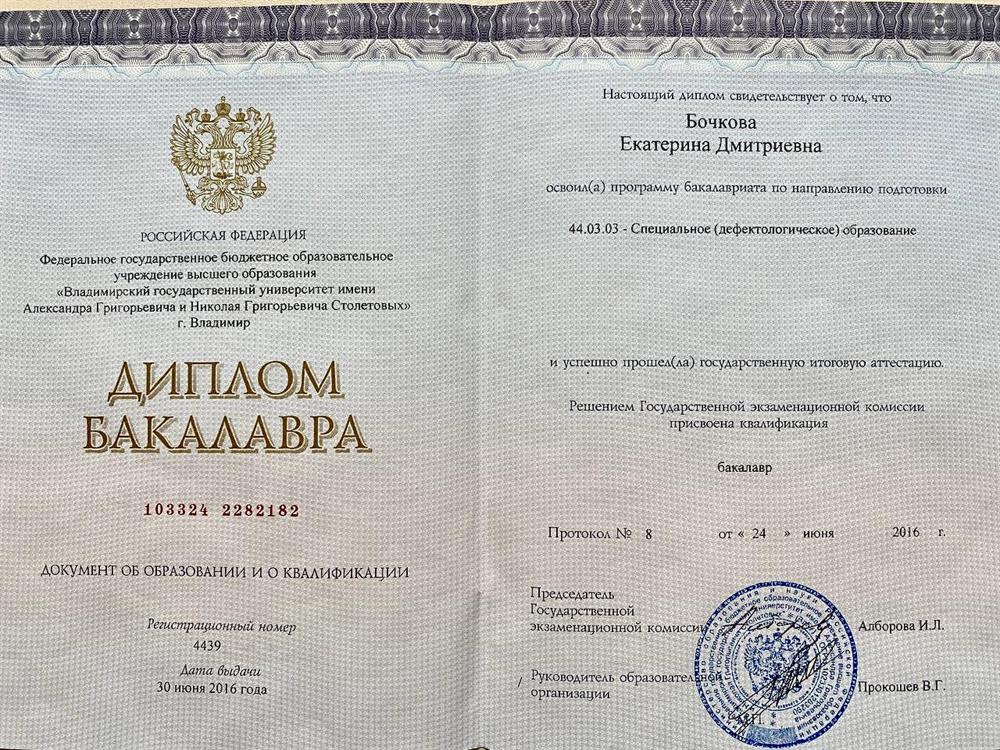 РОССИЙСКАЯ ФЕДЕРАЦИЯ
Федеральное государственное бюджетное образовательное
учреждение высшего образования
«Владимирский государственный университет имени
Александра Григорьевича и Николая Григорьевича Столетовых»
г. Владимир
ДИПЛОМ
БАКАЛАВРА
103324 2282182
ДОКУМЕНТ ОБ ОБРАЗОВАНИИ И О КВАЛИФИКАЦИИ
Регистрационный номер
4439
Дата выдачи
30 июня 2016 года
Настоящий диплом свидетельствует о том, что
Бочкова
Екатерина Дмитриевна
освоил(а) программу бакалавриата по направлению подготовки
44.03.03 - Специальное (дефектологическое) образование
и успешно прошел(ла) государственную итоговую аттестацию.
Решением Государственной экзаменационной комиссии
присвоена квалификация
бакалавр
Протокол № 8 от « 24 » июня 2016 г.
Председатель
Государственной
экзаменационной комиссии Алборова И.Л.
/ Руководитель образовательной
организации Прокошев В.Г.
М.П.